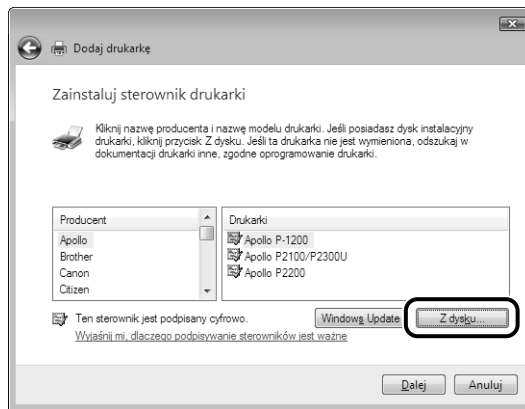 Dodaj drukarkę
Zainstaluj sterownik drukarki
Kliknij nazwę producenta i nazwę modelu drukarki. Jeśli posiadasz dysk instalacyjny
drukarki, kliknij przycisk Z dysku. Jeśli ta drukarka nie jest wymieniona, odszukaj w
dokumentacji drukarki inne, zgodne oprogramowanie drukarki.
Producent
Apollo
Brother
Canon
Citizen
Drukarki
Apollo P-1200
Apollo P2100/P2300U
Apollo P2200
Ten sterownik jest podpisany cyfrowo.
Windows Update
Z dysku...
Wyjaśnij mi, dlaczego podpisywanie sterowników jest ważne
Dalej
Anuluj